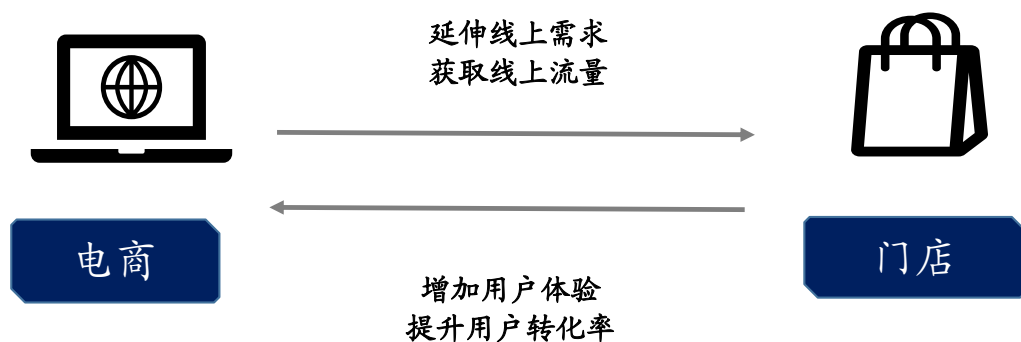 延伸线上需求
获取线上流量
电商
门店
增加用户体验
提升用户转化率